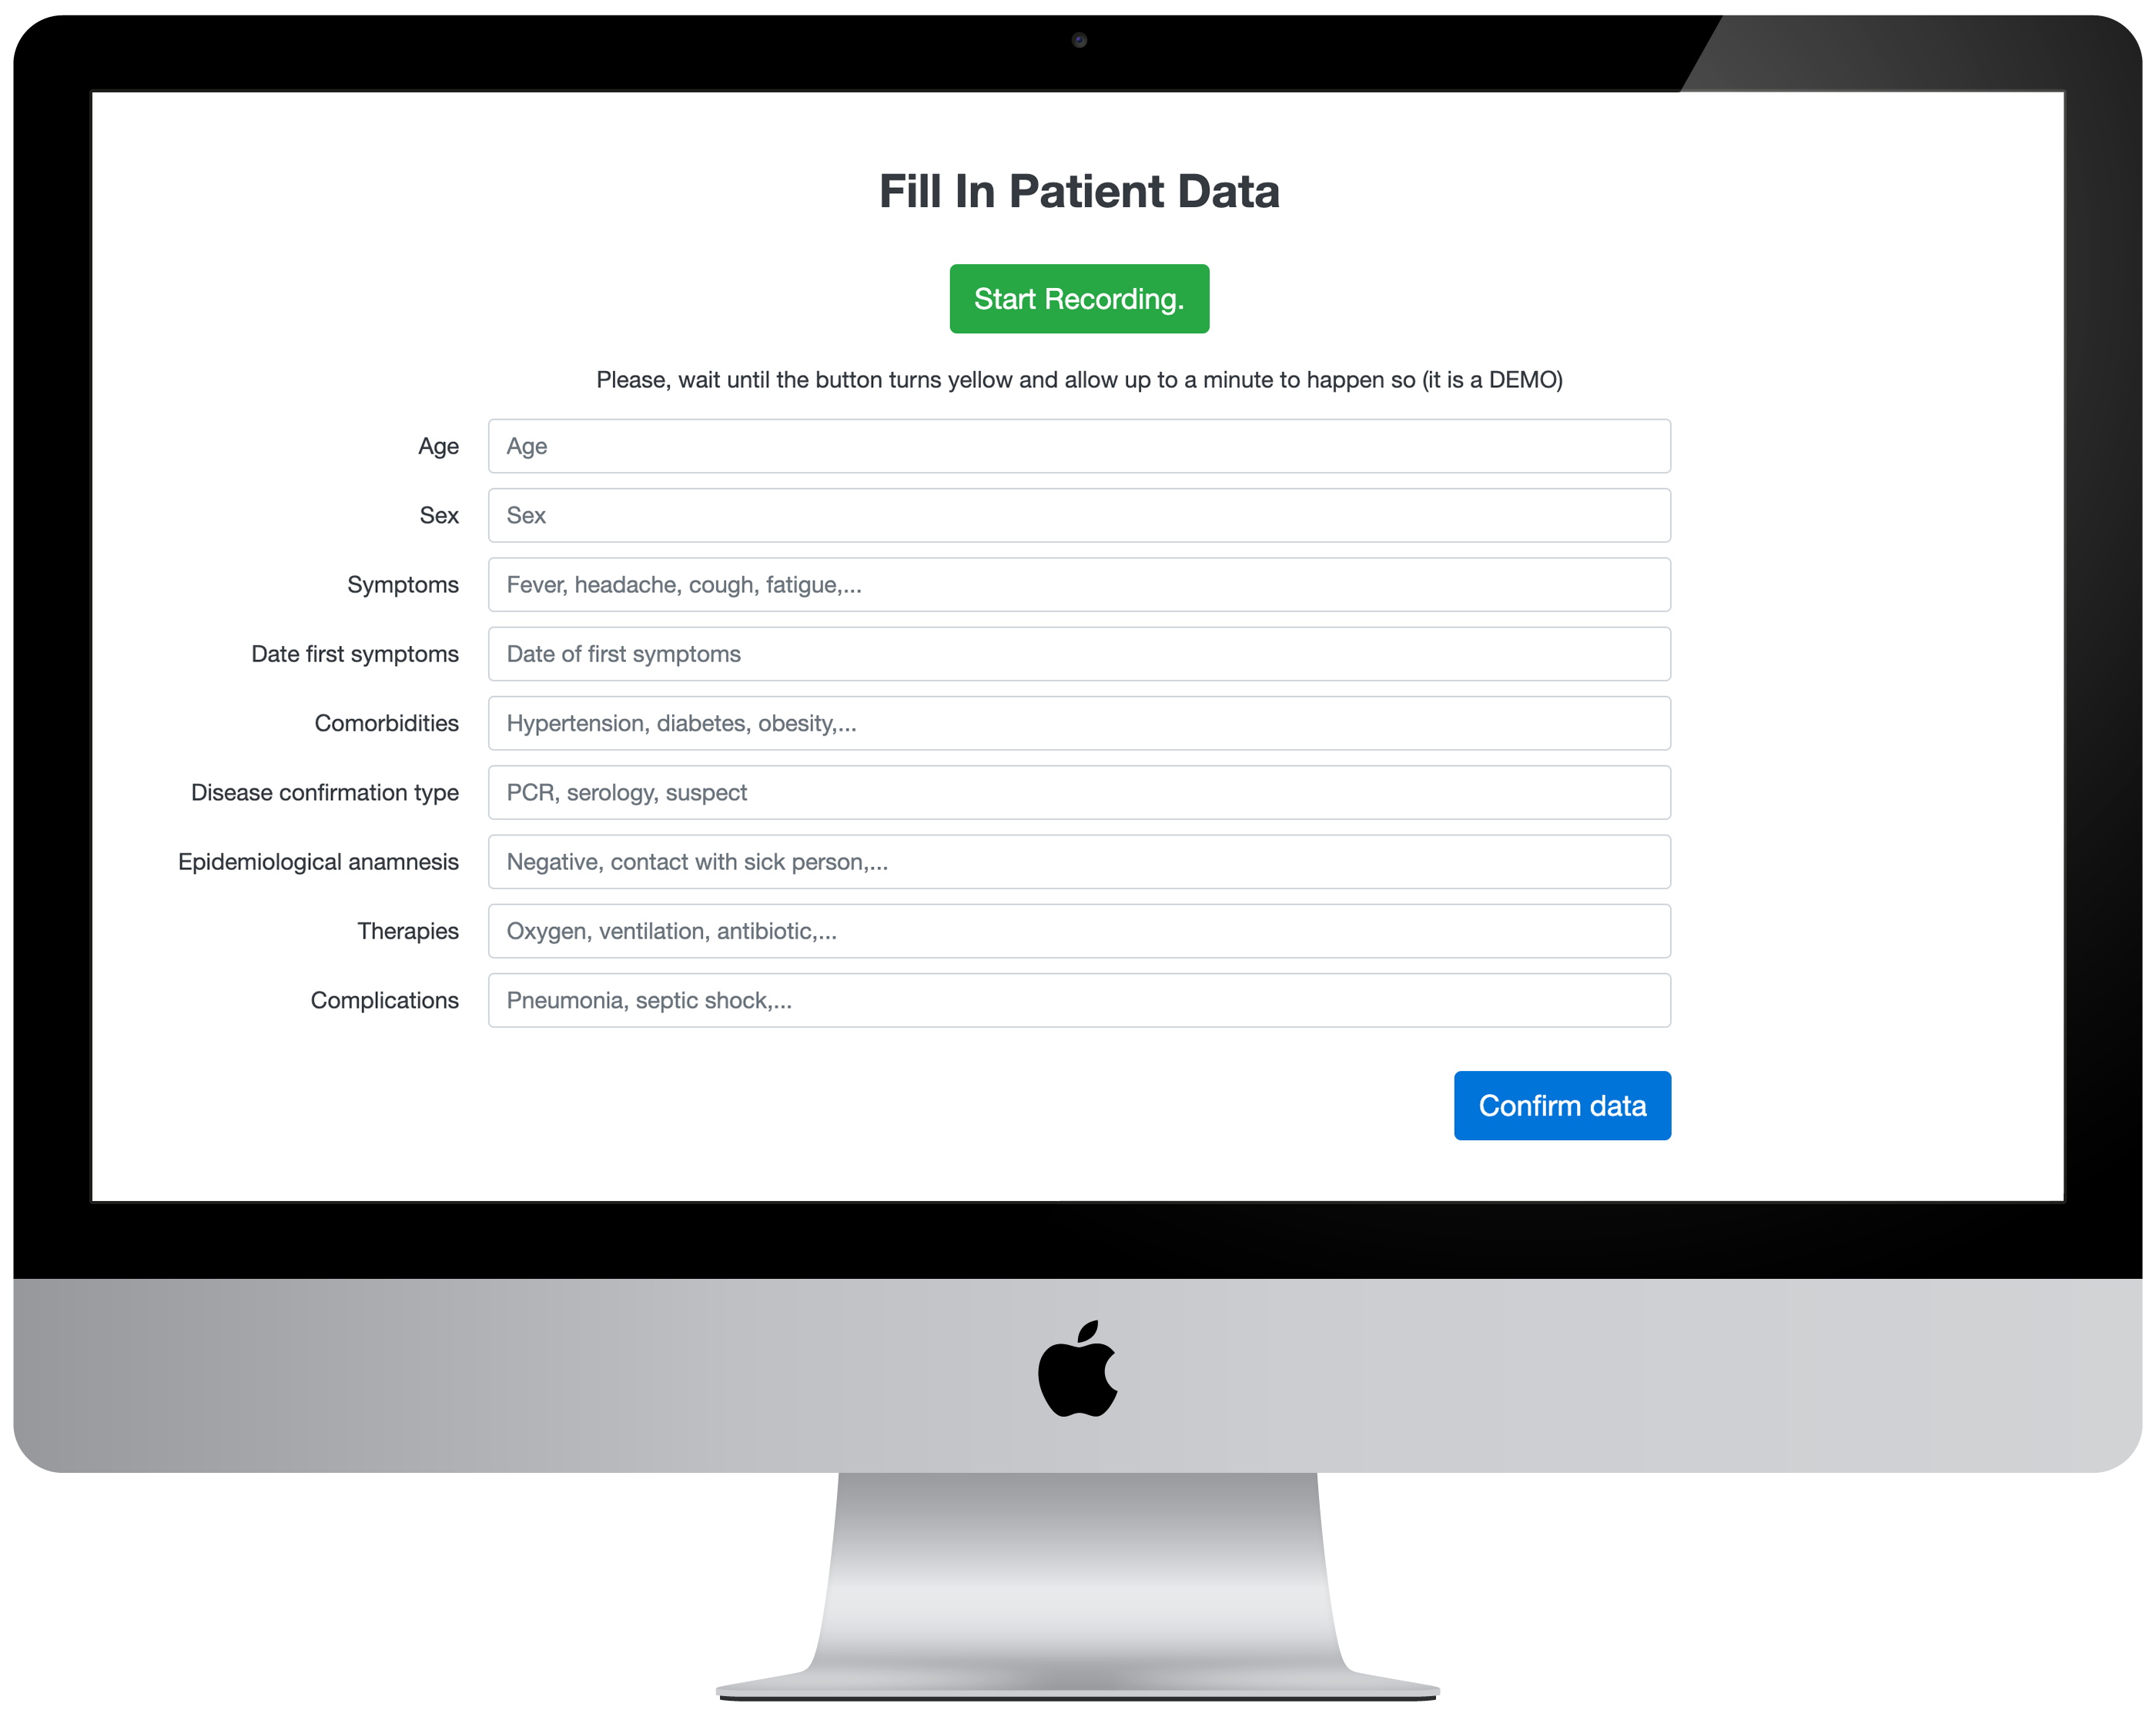 Fill In Patient Data
Start Recording.
Please, wait until the button turns yellow and allow up to a minute to happen so (it is a DEMO)
Age Age
Sex Sex
Symptoms Fever, headache, cough, fatigue,...
Date first symptoms Date of first symptoms
Comorbidities Hypertension, diabetes, obesity,...
Disease confirmation type PCR, serology, suspect
Epidemiological anamnesis Negative, contact with sick person,...
Therapies Oxygen, ventilation, antibiotic,...
Complications Pneumonia, septic shock,...
Confirm data